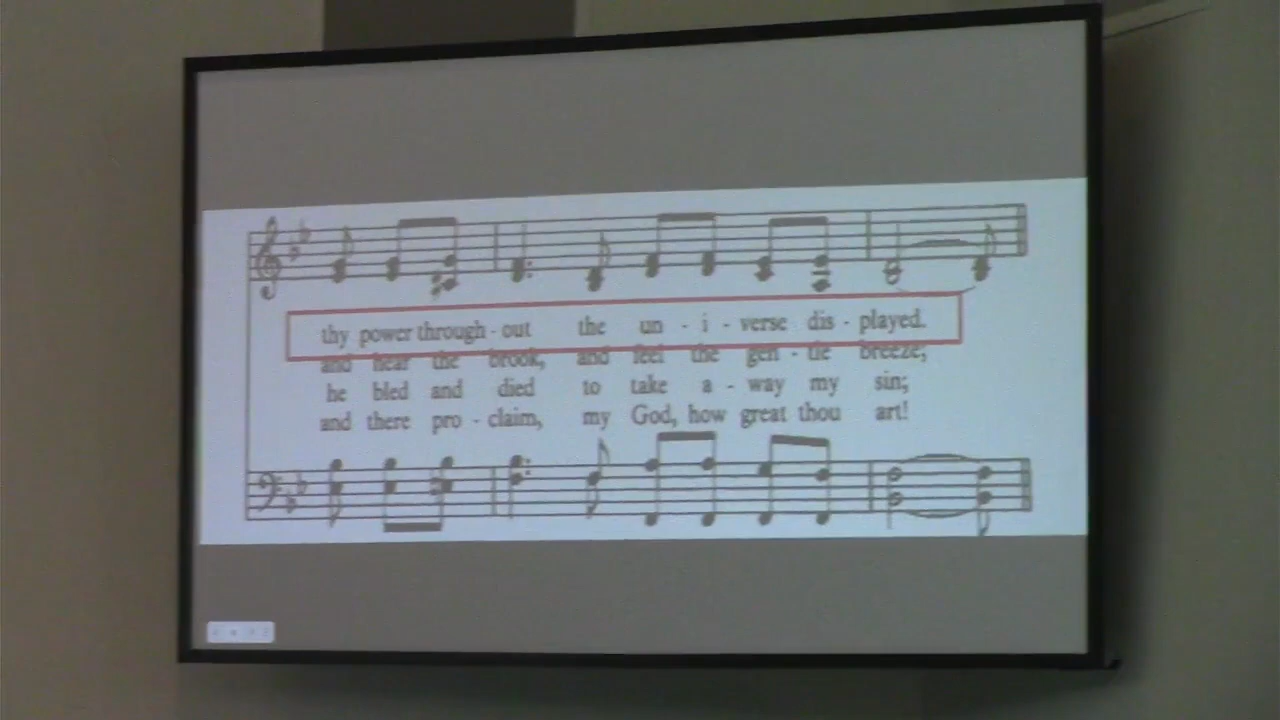 thy power through - out the un - i - verse dis - played.
and hear the brook, and feel the gen - tle breeze;
he bled and died to take a - way my sin;
and there pro - claim, my God, how great thou art!